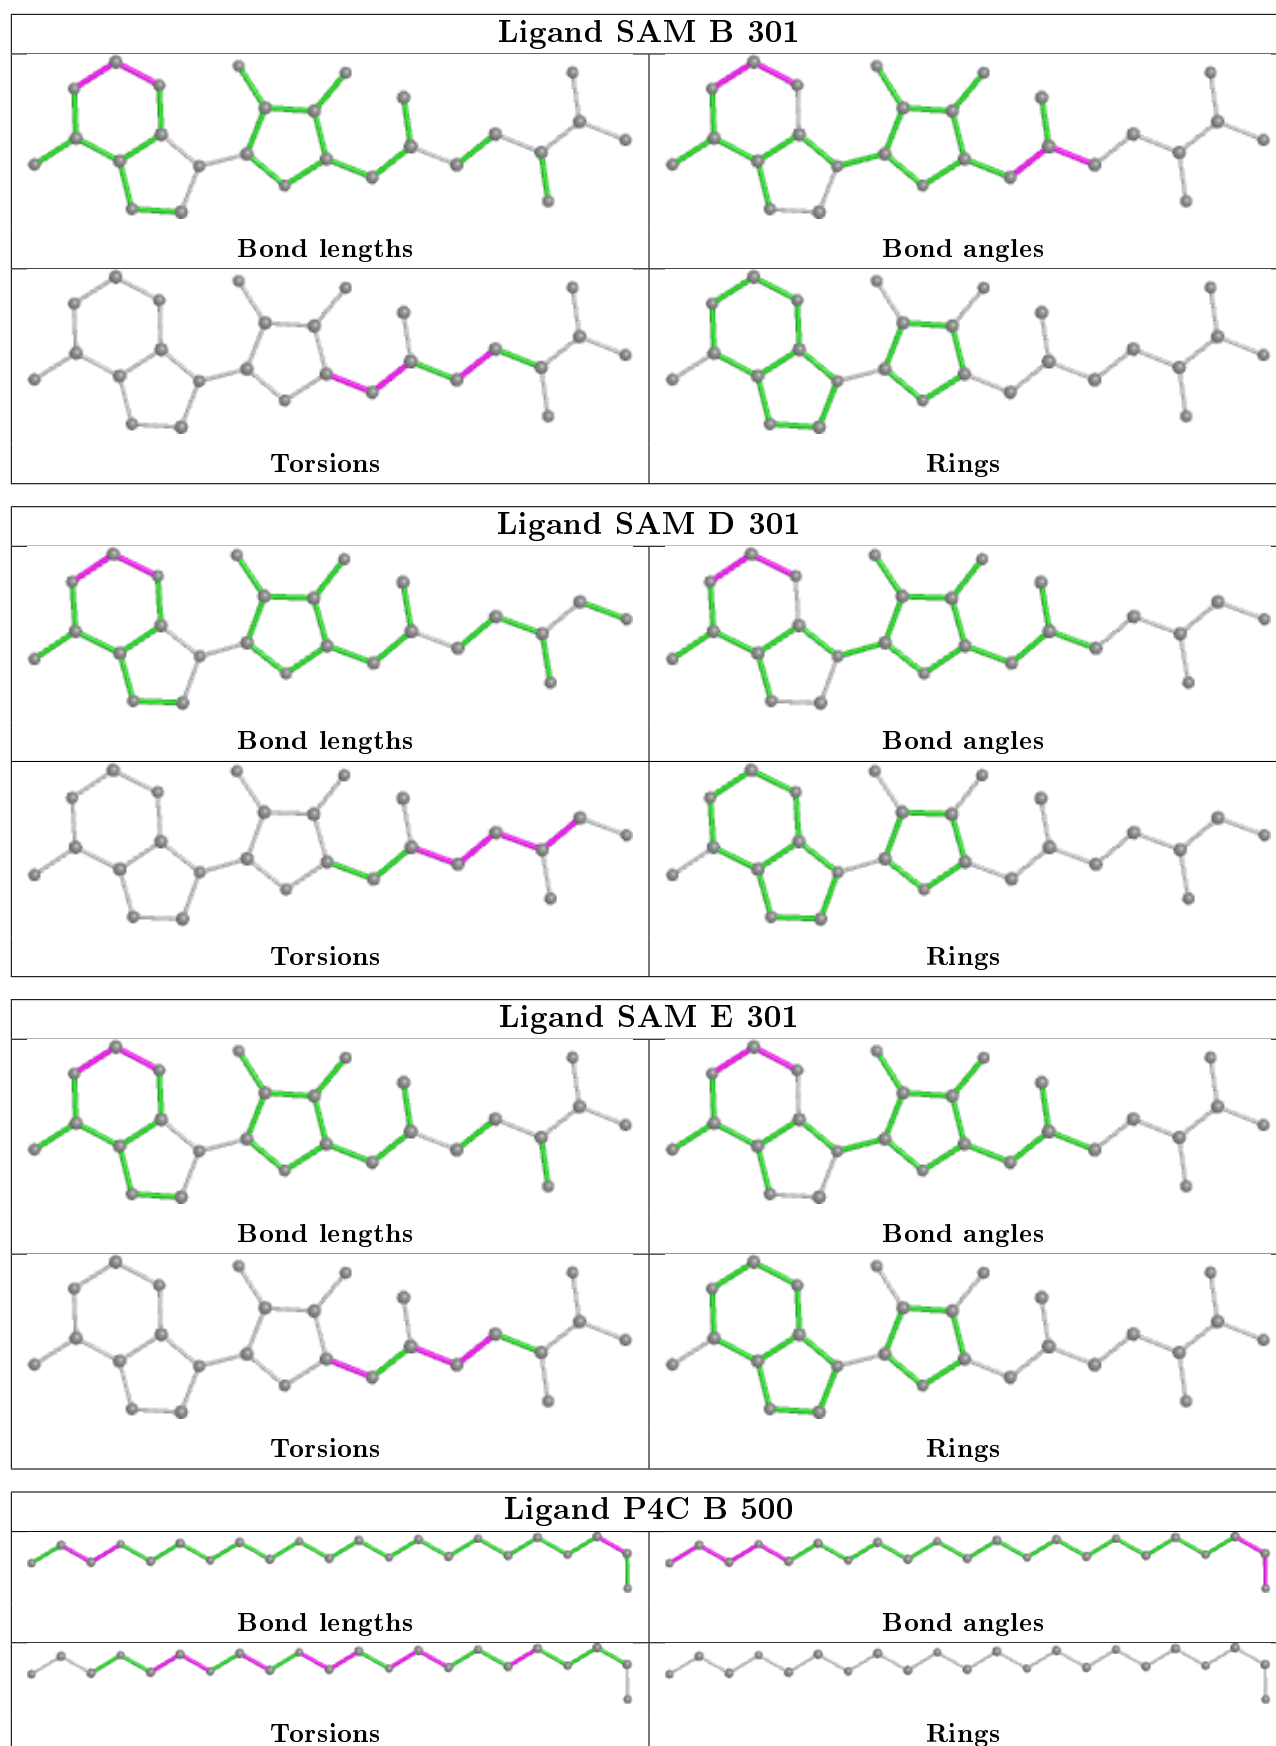 Ligand SAM B 301
Bond lengths Bond angles
Torsions Rings
Ligand SAM D 301
Bond lengths Bond angles
Torsions Rings
Ligand SAM E 301
Bond lengths Bond angles
Torsions Rings
Ligand P4C B 500
Bond lengths Bond angles
Torsions Rings